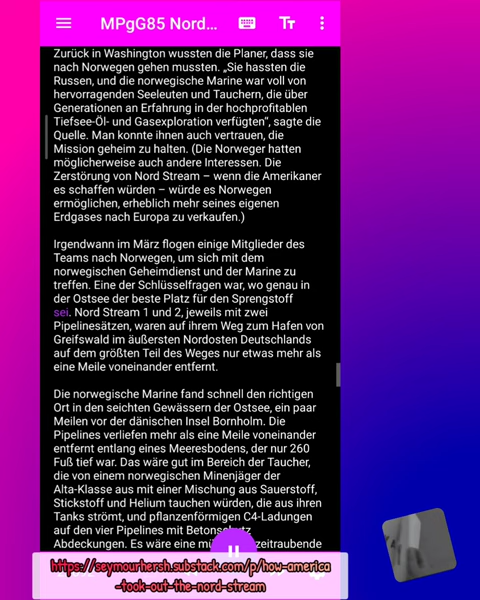 MPgG85 Nord...
Zurück in Washington wussten die Planer, dass sie
nach Norwegen gehen mussten. „Sie hassten die
Russen, und die norwegische Marine war voll von
hervorragenden Seeleuten und Tauchern, die über
Generationen an Erfahrung in der hochprofitablen
Tiefsee-Öl- und Gasexploration verfügten“, sagte die
Quelle. Man konnte ihnen auch vertrauen, die
Mission geheim zu halten. (Die Norweger hatten
möglicherweise auch andere Interessen. Die
Zerstörung von Nord Stream – wenn die Amerikaner
es schaffen würden – würde es Norwegen
ermöglichen, erheblich mehr seines eigenen
Erdgases nach Europa zu verkaufen.)
Irgendwann im März flogen einige Mitglieder des
Teams nach Norwegen, um sich mit dem
norwegischen Geheimdienst und der Marine zu
treffen. Eine der Schlüsselfragen war, wo genau in
der Ostsee der beste Platz für den Sprengstoff
sei. Nord Stream 1 und 2, jeweils mit zwei
Pipelinesätzen, waren auf ihrem Weg zum Hafen von
Greifswald im äußersten Nordosten Deutschlands
auf dem größten Teil des Weges nur etwas mehr als
eine Meile voneinander entfernt.
Die norwegische Marine fand schnell den richtigen
Ort in den seichten Gewässern der Ostsee, ein paar
Meilen vor der dänischen Insel Bornholm. Die
Pipelines verliefen mehr als eine Meile voneinander
entfernt entlang eines Meeresbodens, der nur 260
Fuß tief war. Das wäre gut im Bereich der Taucher,
die von einem norwegischen Minenjäger der
Alta-Klasse aus mit einer Mischung aus Sauerstoff,
Stickstoff und Helium tauchen würden, die aus ihren
Tanks strömt, und pflanzenförmigen C4-Ladungen
auf den vier Pipelines mit Betonschutz
Abdeckungen. Es wäre eine zeitraubende
https://seymourhersh.substack.com/p/how-america
-took-out-the-nord-stream